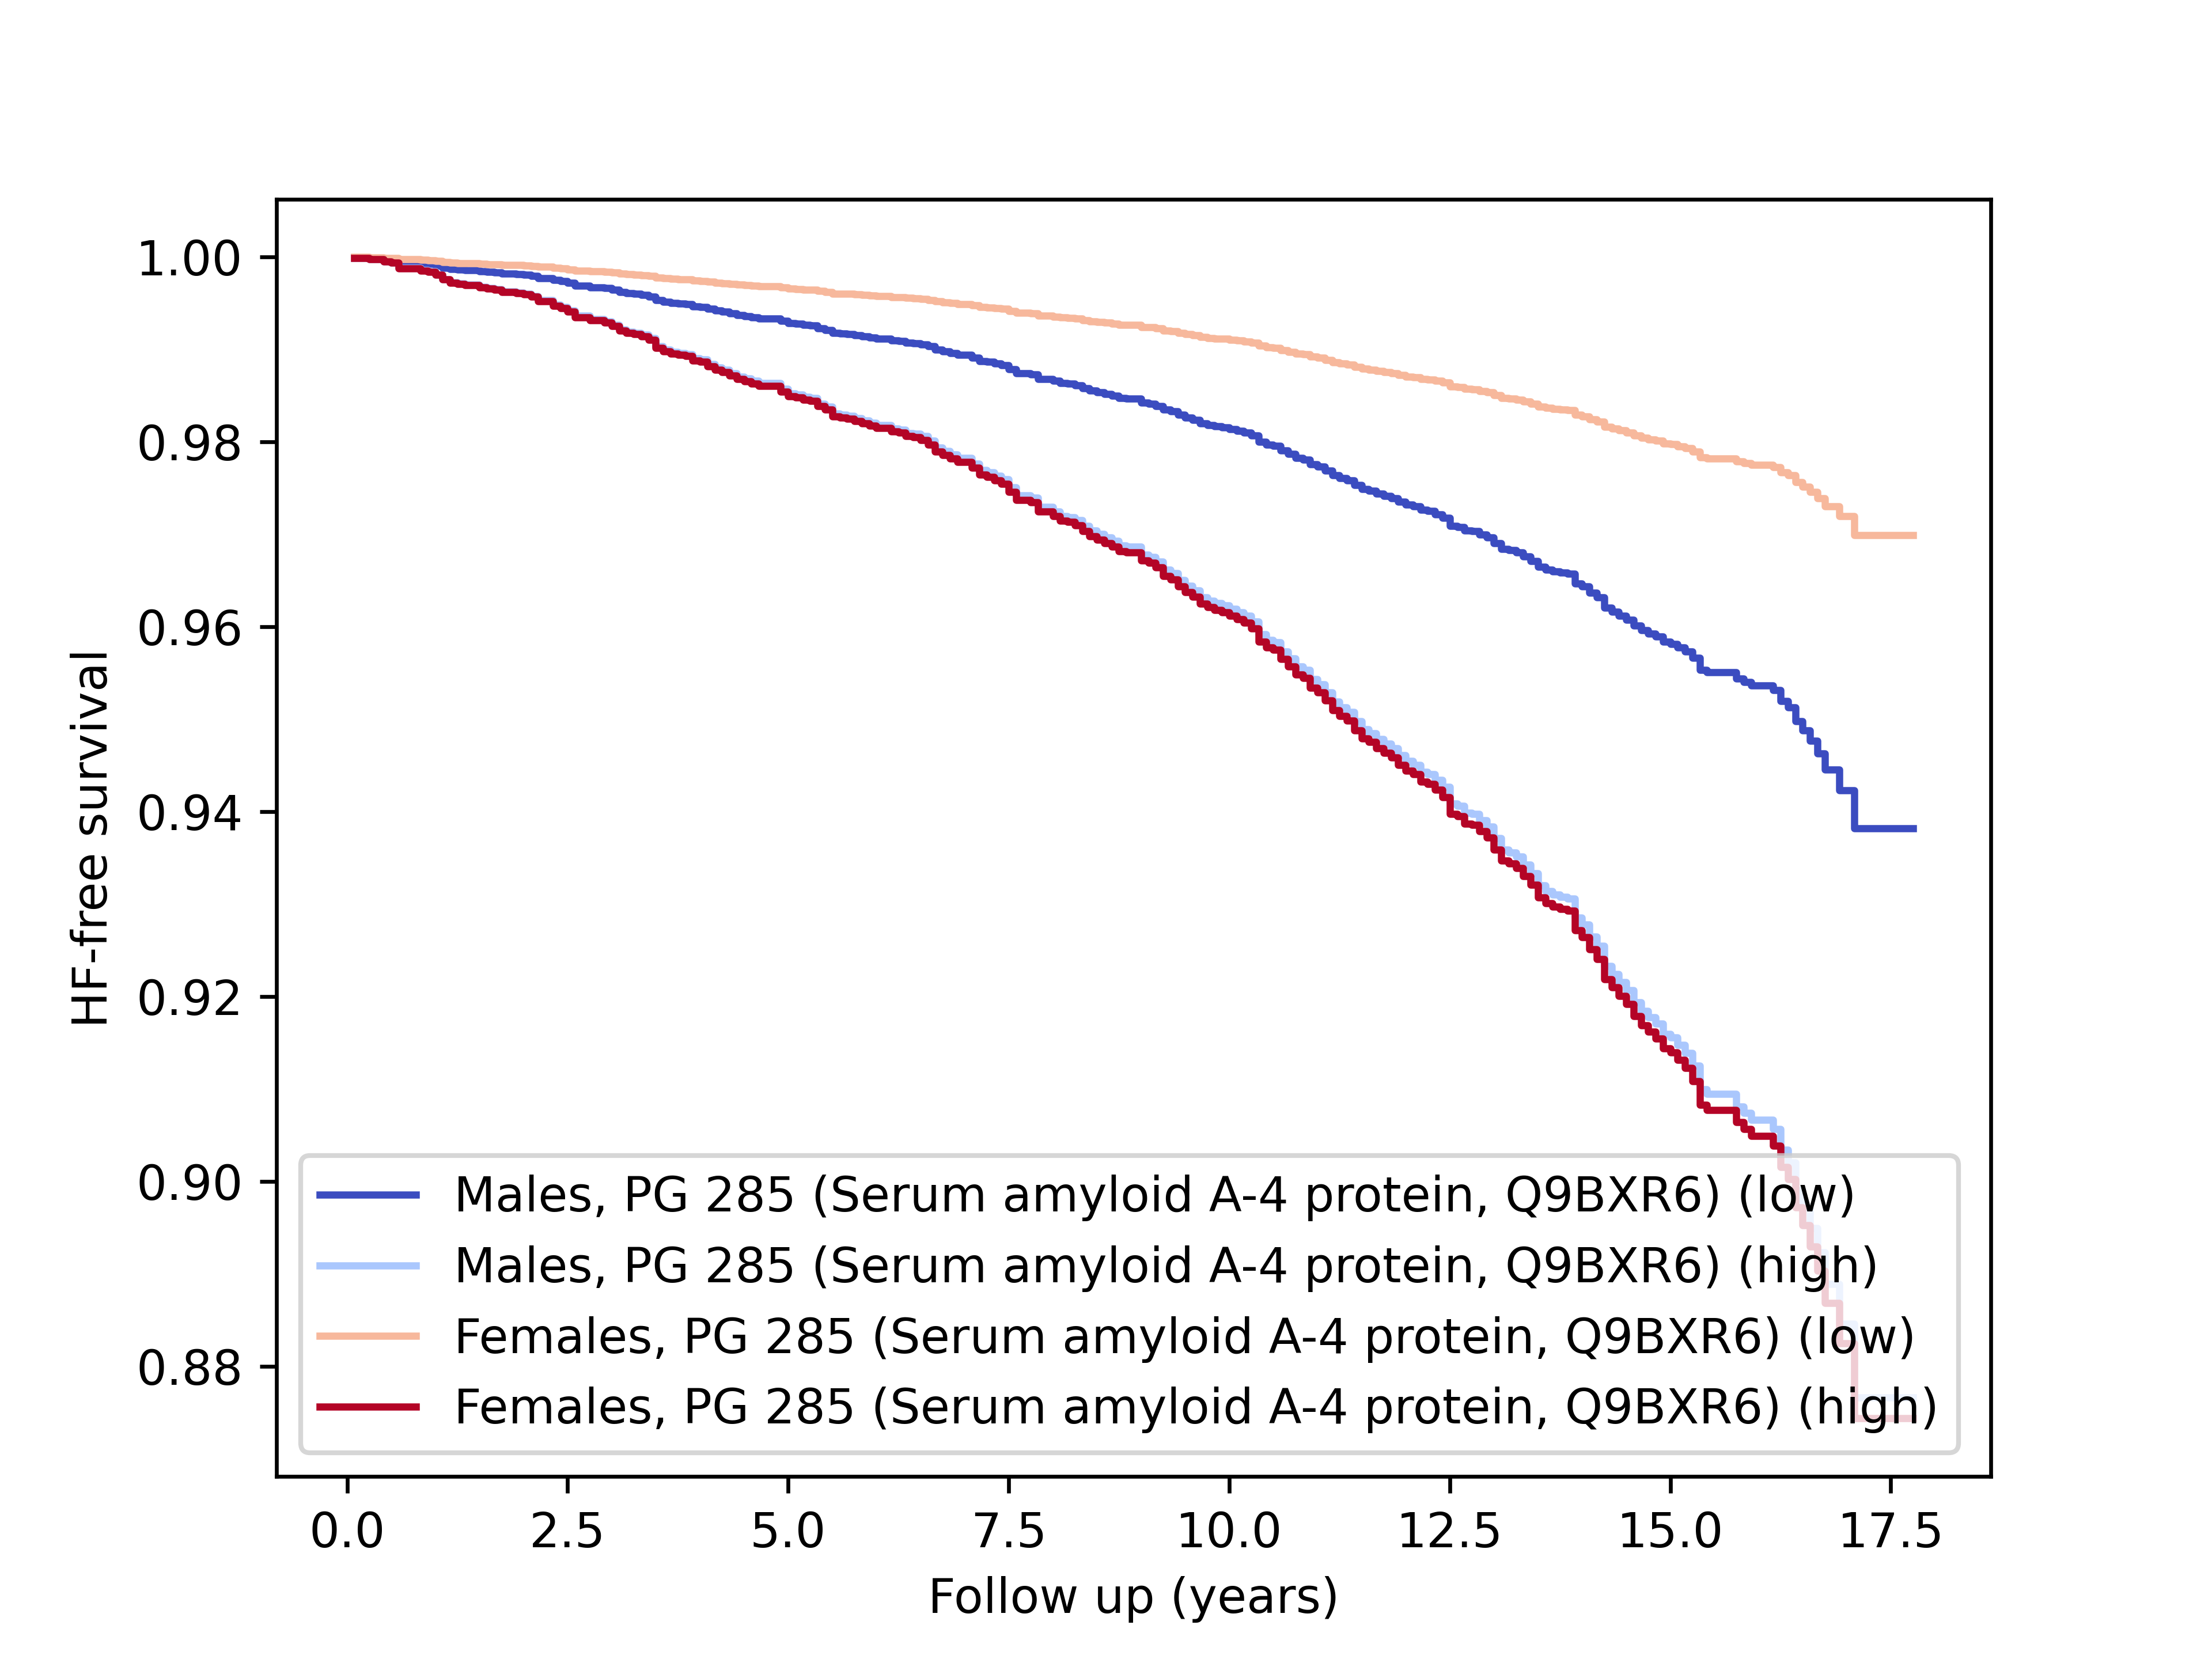 1.00
0.98
0.96
0.94
0.92
0.90
0.88
HF-free survival
Males, PG 285 (Serum amyloid A-4 protein, Q9BXR6) (low)
Males, PG 285 (Serum amyloid A-4 protein, Q9BXR6) (high)
Females, PG 285 (Serum amyloid A-4 protein, Q9BXR6) (low)
Females, PG 285 (Serum amyloid A-4 protein, Q9BXR6) (high)
0.0 2.5 5.0 7.5 10.0 12.5 15.0 17.5
Follow up (years)